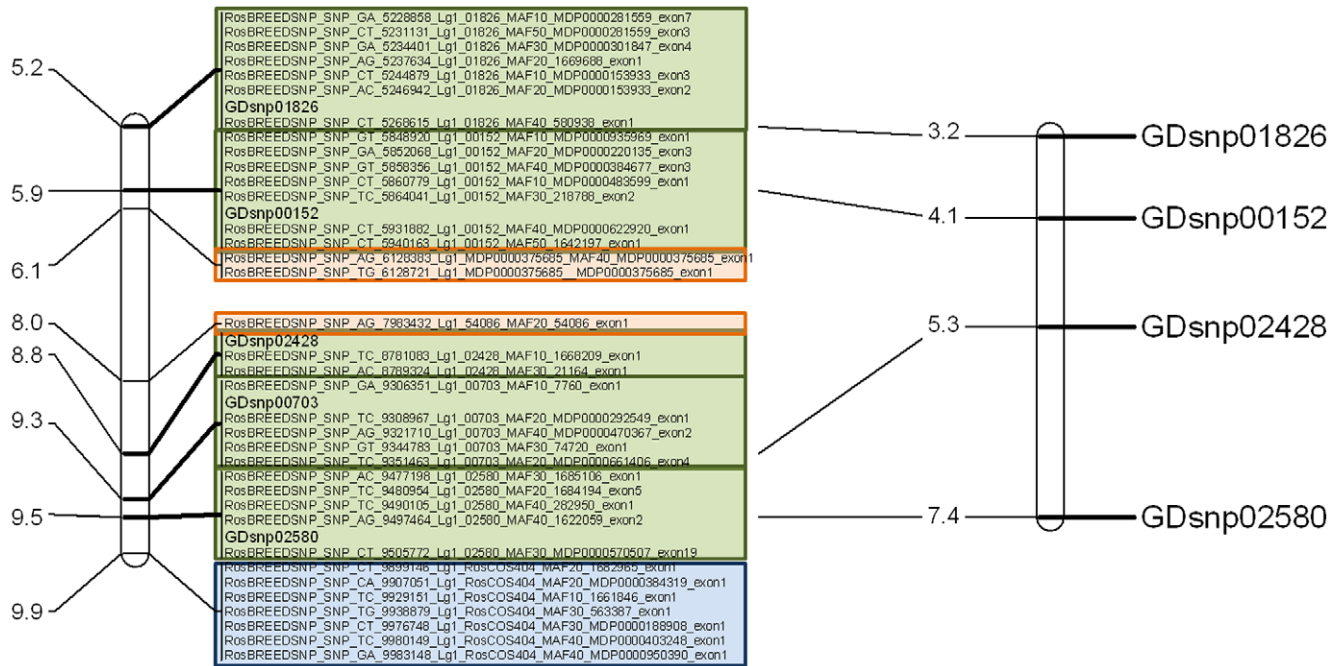 5.2
5.9
6.1
8.0
8.8
9.3
9.5
9.9
RosBREEDSNP_SNP_GA_5228858_Lg1_01826_MAF10_MDP0000281559_exon7
RosBREEDSNP_SNP_CT_5231131_Lg1_01826_MAF50_MDP0000281559_exon3
RosBREEDSNP_SNP_GA_5234401_Lg1_01826_MAF30_MDP0000301847_exon4
RosBREEDSNP_SNP_AG_5237634_Lg1_01826_MAF20_1669688_exon1
RosBREEDSNP_SNP_CT_5244879_Lg1_01826_MAF10_MDP0000153933_exon3
RosBREEDSNP_SNP_AC_5246942_Lg1_01826_MAF20_MDP0000153933_exon2
GDsnp01826
RosBREEDSNP_SNP_CT_5268615_Lg1_01826_MAF40_580938_exon1
RosBREEDSNP_SNP_GT_5848920_Lg1_00152_MAF10_MDP0000935969_exon1
RosBREEDSNP_SNP_GA_5852068_Lg1_00152_MAF20_MDP0000220135_exon3
RosBREEDSNP_SNP_GT_5858356_Lg1_00152_MAF40_MDP0000384677_exon3
RosBREEDSNP_SNP_CT_5860779_Lg1_00152_MAF10_MDP0000483599_exon1
RosBREEDSNP_SNP_TC_5864041_Lg1_00152_MAF30_218788_exon2
GDsnp00152
RosBREEDSNP_SNP_CT_5931882_Lg1_00152_MAF40_MDP0000622920_exon1
RosBREEDSNP_SNP_CT_5940163_Lg1_00152_MAF50_1642197_exon1
RosBREEDSNP_SNP_AG_6128383_Lg1_MDP0000375685_MAF40_MDP0000375685_exon1
RosBREEDSNP_SNP_TG_6128721_Lg1_MDP0000375685__MDP0000375685_exon1
RosBREEDSNP_SNP_AG_7983432_Lg1_54086_MAF20_54086_exon1
GDsnp02428
RosBREEDSNP_SNP_TC_8781083_Lg1_02428_MAF10_1668209_exon1
RosBREEDSNP_SNP_AC_8789324_Lg1_02428_MAF30_21164_exon1
RosBREEDSNP_SNP_GA_9306351_Lg1_00703_MAF10_7760_exon1
GDsnp00703
RosBREEDSNP_SNP_TC_9308967_Lg1_00703_MAF20_MDP0000292549_exon1
RosBREEDSNP_SNP_AG_9321710_Lg1_00703_MAF40_MDP0000470367_exon2
RosBREEDSNP_SNP_GT_9344783_Lg1_00703_MAF30_74720_exon1
RosBREEDSNP_SNP_TC_9351463_Lg1_00703_MAF20_MDP0000661406_exon4
RosBREEDSNP_SNP_AC_9477198_Lg1_02580_MAF30_1685106_exon1
RosBREEDSNP_SNP_TC_9480954_Lg1_02580_MAF20_1684194_exon5
RosBREEDSNP_SNP_TC_9490105_Lg1_02580_MAF40_282950_exon1
RosBREEDSNP_SNP_AG_9497464_Lg1_02580_MAF40_1622059_exon2
GDsnp02580
RosBREEDSNP_SNP_CT_9505772_Lg1_02580_MAF30_MDP0000570507_exon19
RosBREEDSNP_SNP_CT_9899146_Lg1_RosCOS404_MAF20_1682965_exon1
RosBREEDSNP_SNP_CA_9907051_Lg1_RosCOS404_MAF20_MDP0000384319_exon1
RosBREEDSNP_SNP_TC_9929151_Lg1_RosCOS404_MAF10_1661846_exon1
RosBREEDSNP_SNP_TG_9938879_Lg1_RosCOS404_MAF30_563387_exon1
RosBREEDSNP_SNP_CT_9976748_Lg1_RosCOS404_MAF30_MDP0000188908_exon1
RosBREEDSNP_SNP_TC_9980149_Lg1_RosCOS404_MAF40_MDP0000403248_exon1
RosBREEDSNP_SNP_GA_9983148_Lg1_RosCOS404_MAF40_MDP0000950390_exon1
3.2 GDsnp01826
4.1 GDsnp00152
5.3 GDsnp02428
7.4 GDsnp02580